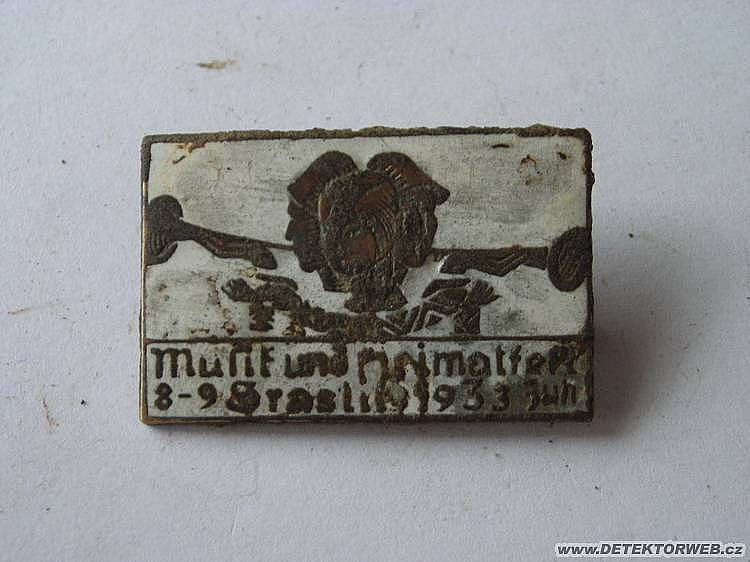 Musik und Heimatfest
8-9 Graslitz 1933 Juli
www.DETEKTORWEB.cz